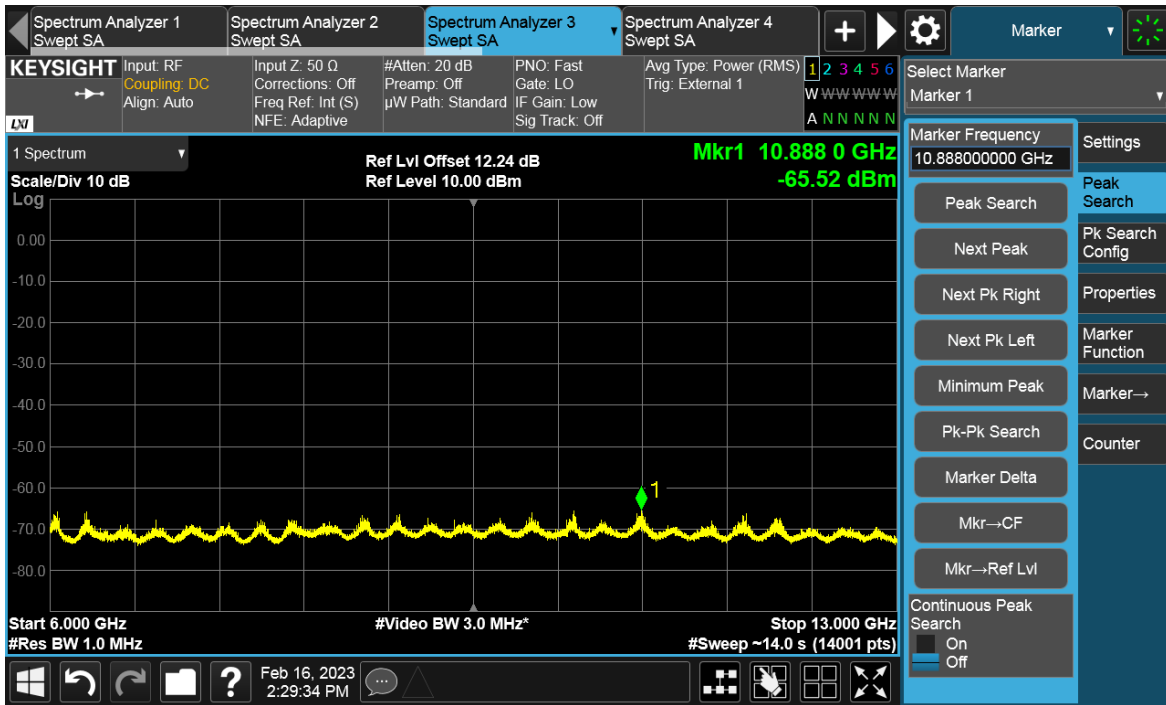 Spectrum Analyzer 1
Swept SA
Spectrum Analyzer 2
Swept SA
Spectrum Analyzer 3
Swept SA
Spectrum Analyzer 4
Swept SA
+
Marker
KEYSIGHT
LXI
Input: RF
Coupling: DC
Align: Auto
Input Z: 50 Ω
Corrections: Off
Freq Ref: Int (S)
NFE: Adaptive
#Atten: 20 dB
Preamp: Off
µW Path: Standard
PNO: Fast
Gate: LO
IF Gain: Low
Sig Track: Off
Avg Type: Power (RMS)
Trig: External 1
1 2 3 4 5 6
W W W W W W
A N N N N N
Select Marker
Marker 1
1 Spectrum
Scale/Div 10 dB
Log
Ref Lvl Offset 12.24 dB
Ref Level 10.00 dBm
Mkr1 10.888 0 GHz
-65.52 dBm
0.00
-10.0
-20.0
-30.0
-40.0
-50.0
-60.0
-70.0
-80.0
1
Start 6.000 GHz
#Res BW 1.0 MHz
#Video BW 3.0 MHz*
Stop 13.000 GHz
#Sweep ~14.0 s (14001 pts)
Marker Frequency
10.888000000 GHz
Peak Search
Next Peak
Next Pk Right
Next Pk Left
Minimum Peak
Pk-Pk Search
Marker Delta
Mkr→CF
Mkr→Ref Lvl
Continuous Peak
Search
On
Off
Settings
Peak
Search
Pk Search
Config
Properties
Marker
Function
Marker→
Counter
?
Feb 16, 2023
2:29:34 PM